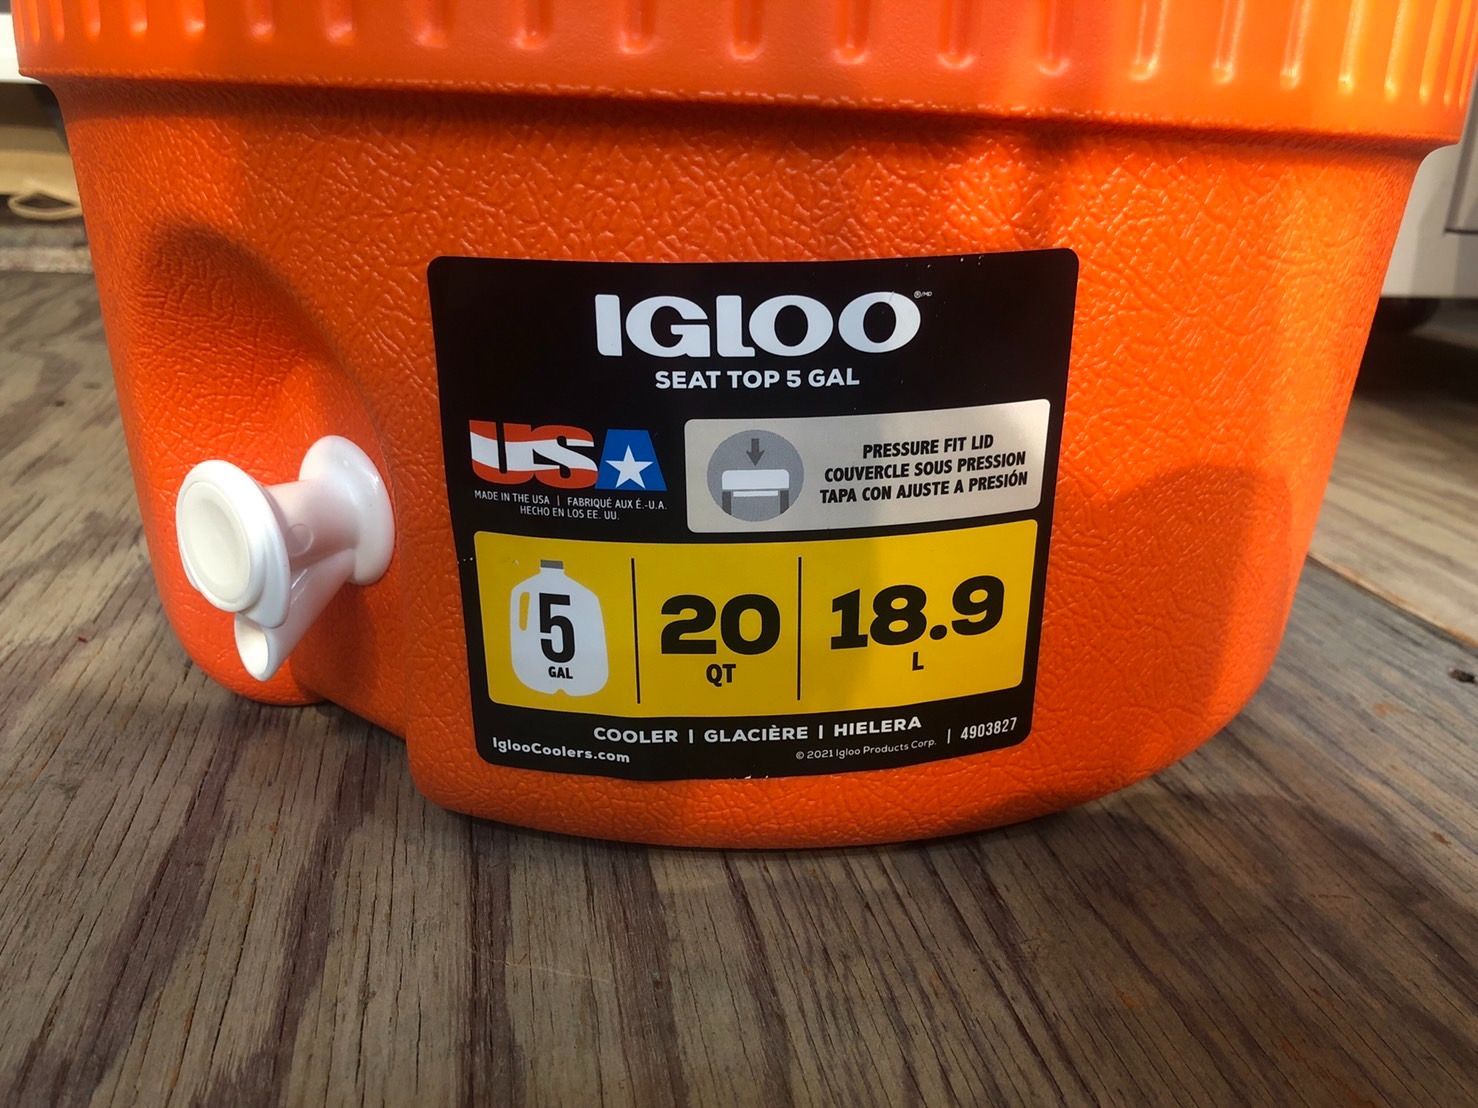 IGLOO ®/MD
SEAT TOP 5 GAL
USA
MADE IN THE USA | FABRIQUÉ AUX É.-U.A.
HECHO EN LOS EE. UU.
PRESSURE FIT LID
COUVERCLE SOUS PRESSION
TAPA CON AJUSTE A PRESIÓN
5
GAL
20
QT
18.9
L
COOLER | GLACIÈRE | HIELERA
IglooCoolers.com
© 2021 Igloo Products Corp. | 4903827